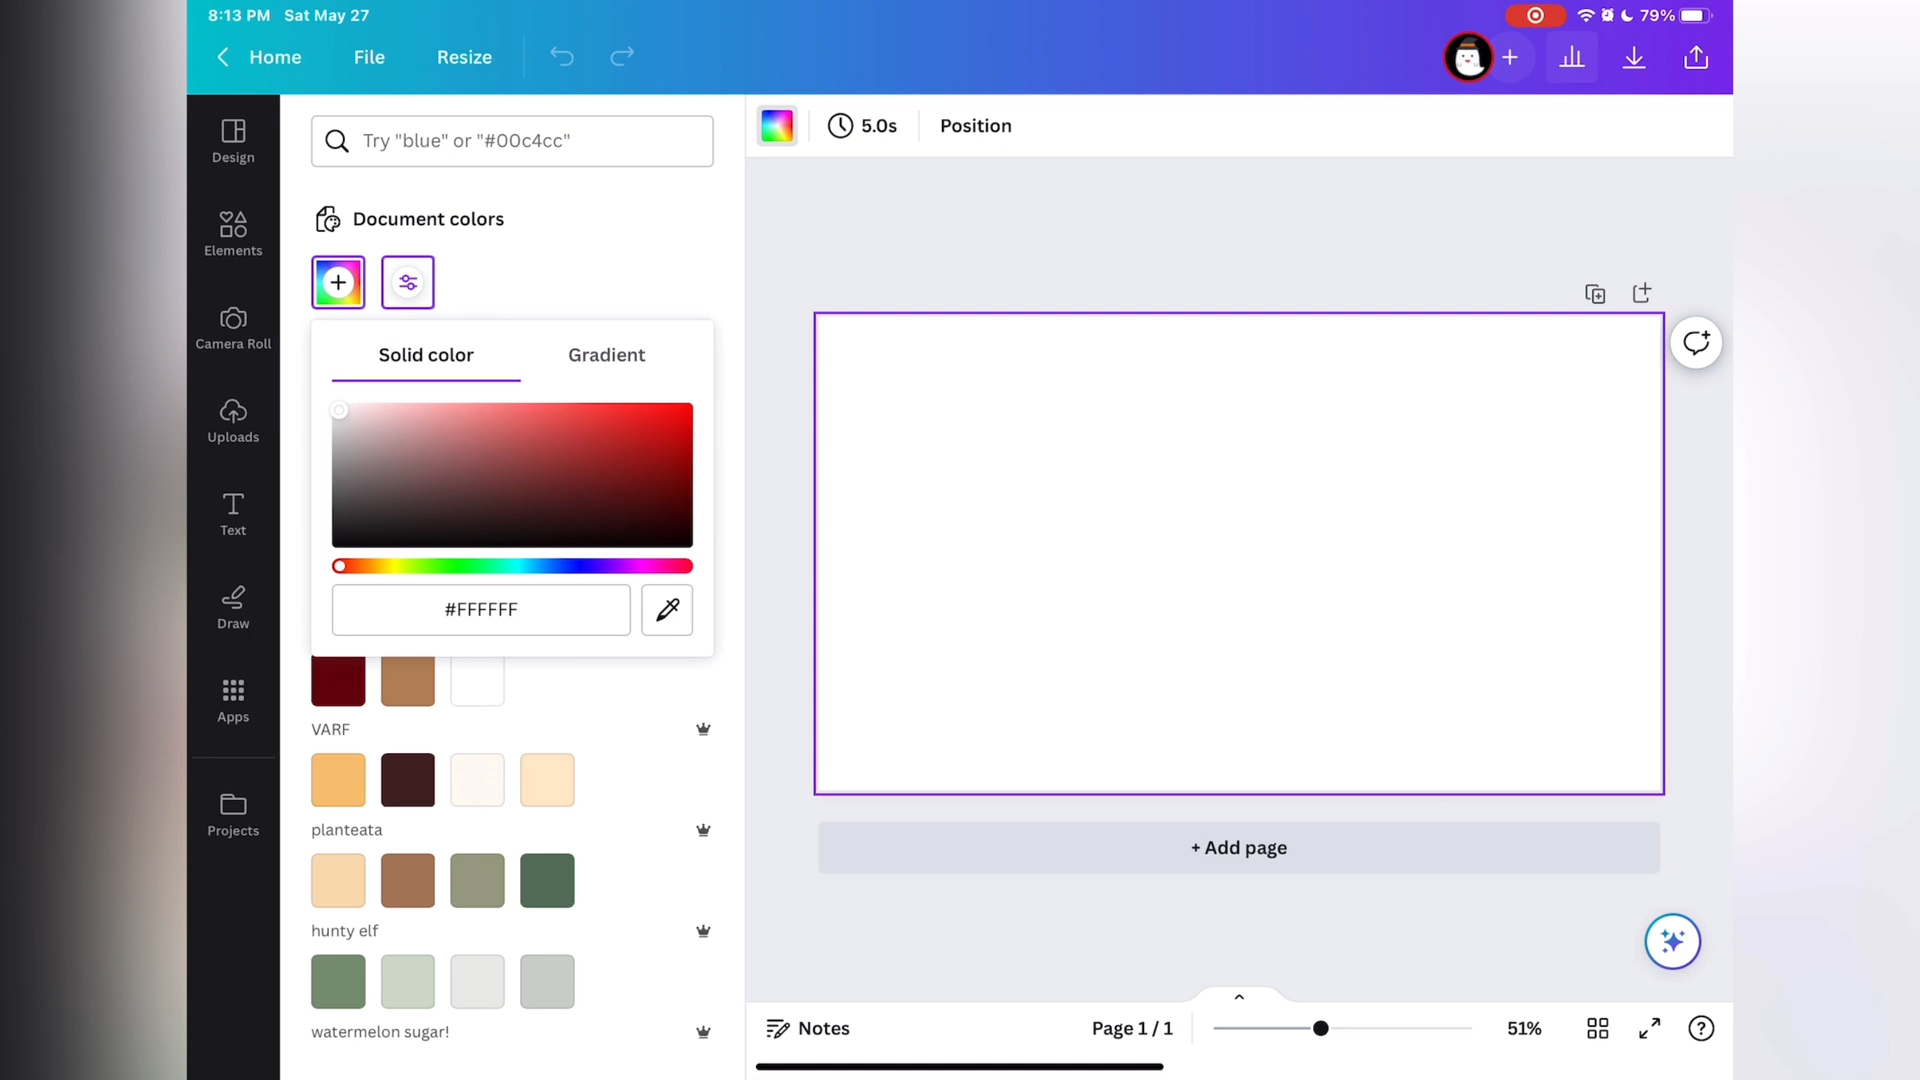 8:13 PM Sat May 27
79%
Home File Resize
Design
Elements
Camera Roll
Uploads
Text
Draw
Apps
Projects
Try "blue" or "#00c4cc"
Document colors
Solid color Gradient
#FFFFFF
VARF
planteata
hunty elf
watermelon sugar!
5.0s Position
+ Add page
Notes Page 1 / 1 51%